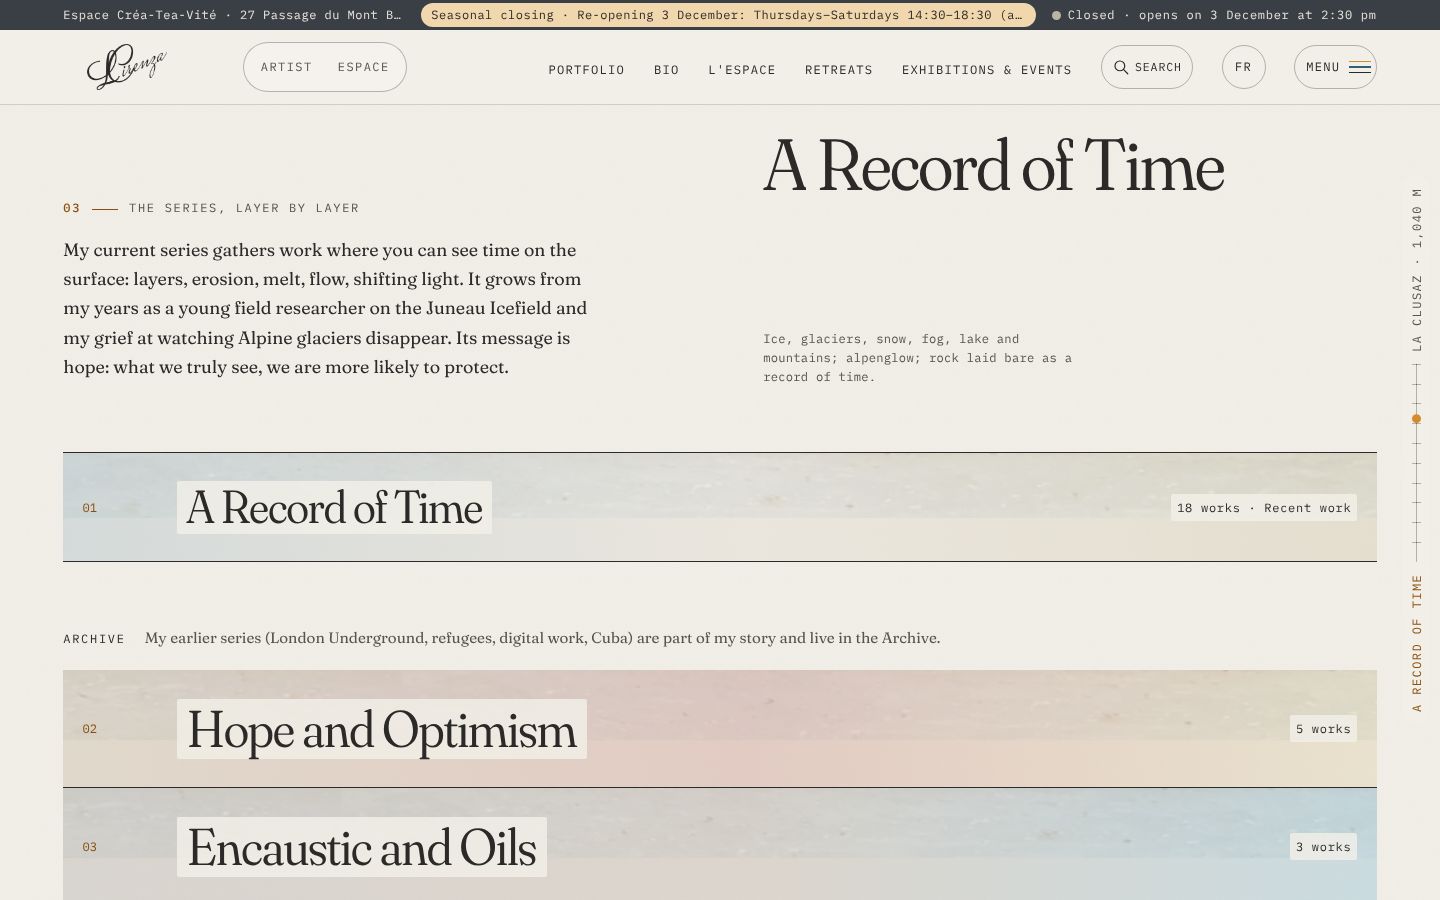 Espace Créa-Tea-Vité · 27 Passage du Mont B…
Seasonal closing · Re-opening 3 December: Thursdays–Saturdays 14:30–18:30 (a…
Closed · opens on 3 December at 2:30 pm
Lirenza
ARTIST ESPACE
PORTFOLIO BIO L'ESPACE RETREATS EXHIBITIONS & EVENTS
SEARCH
FR
MENU
A Record of Time
03 THE SERIES, LAYER BY LAYER
My current series gathers work where you can see time on the
surface: layers, erosion, melt, flow, shifting light. It grows from
my years as a young field researcher on the Juneau Icefield and
my grief at watching Alpine glaciers disappear. Its message is
hope: what we truly see, we are more likely to protect.
Ice, glaciers, snow, fog, lake and
mountains; alpenglow; rock laid bare as a
record of time.
01 A Record of Time 18 works · Recent work
ARCHIVE My earlier series (London Underground, refugees, digital work, Cuba) are part of my story and live in the Archive.
02 Hope and Optimism 5 works
03 Encaustic and Oils 3 works
LA CLUSAZ · 1,040 M
A RECORD OF TIME